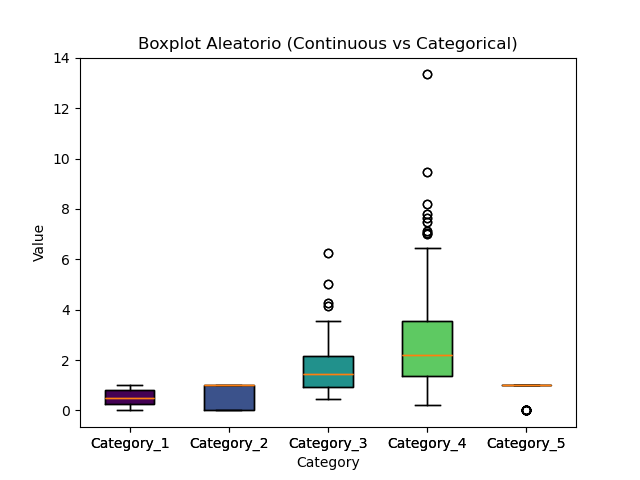 Boxplot Aleatorio (Continuous vs Categorical)
14
12
10
8
6
4
2
0
Value
Category_1 Category_2 Category_3 Category_4 Category_5
Category